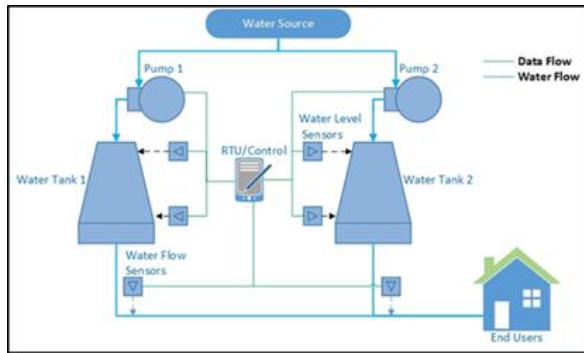 Water Source
Pump 1
Pump 2
Data Flow
Water Flow
Water Level
Sensors
RTU/Control
Water Tank 1
Water Tank 2
Water Flow
Sensors
End Users